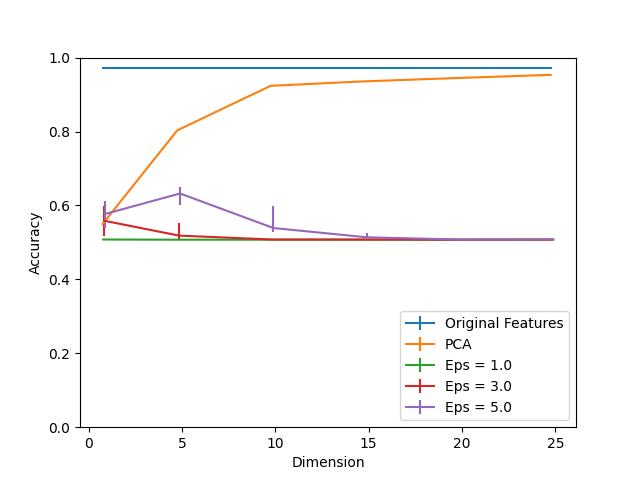 1.0
0.8
0.6
0.4
0.2
0.0
Accuracy
0
5
10
15
20
25
Dimension
Original Features
PCA
Eps = 1.0
Eps = 3.0
Eps = 5.0